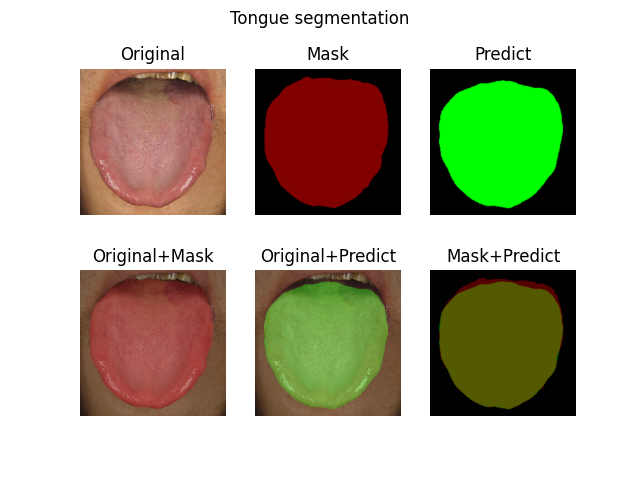 Tongue segmentation
Original
Mask
Predict
Original+Mask
Original+Predict
Mask+Predict